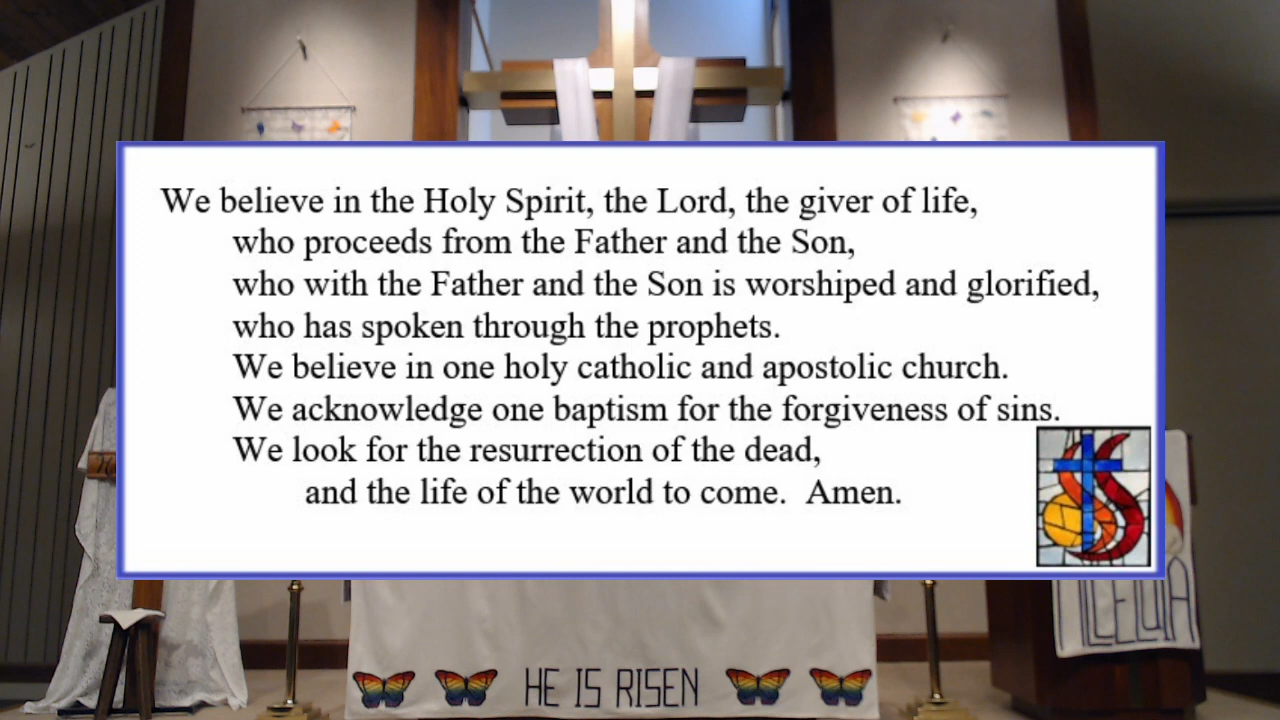 We believe in the Holy Spirit, the Lord, the giver of life,
who proceeds from the Father and the Son,
who with the Father and the Son is worshiped and glorified,
who has spoken through the prophets.
We believe in one holy catholic and apostolic church.
We acknowledge one baptism for the forgiveness of sins.
We look for the resurrection of the dead,
and the life of the world to come. Amen.
HE IS RISEN